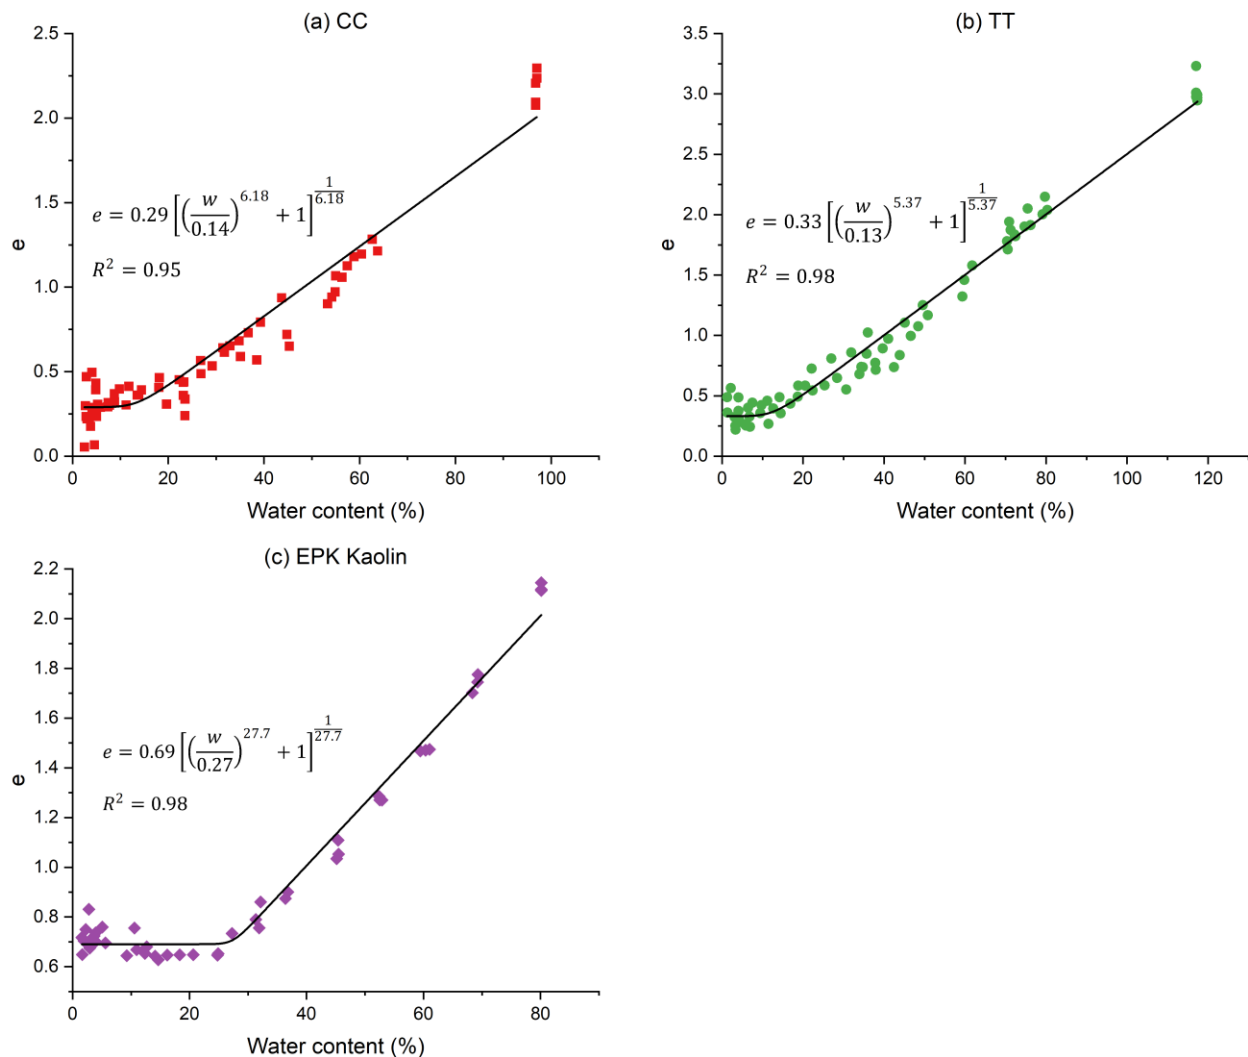 (a) CC
2.5
2.0
1.5
1.0
0.5
0.0
e
e = 0.29 [(w/0.14)^6.18 + 1]^(1/6.18)
R² = 0.95
0 20 40 60 80 100
Water content (%)
(b) TT
3.5
3.0
2.5
2.0
1.5
1.0
0.5
0.0
e
e = 0.33 [(w/0.13)^5.37 + 1]^(1/5.37)
R² = 0.98
0 20 40 60 80 100 120
Water content (%)
(c) EPK Kaolin
2.2
2.0
1.8
1.6
1.4
1.2
1.0
0.8
0.6
e
e = 0.69 [(w/0.27)^27.7 + 1]^(1/27.7)
R² = 0.98
0 20 40 60 80
Water content (%)